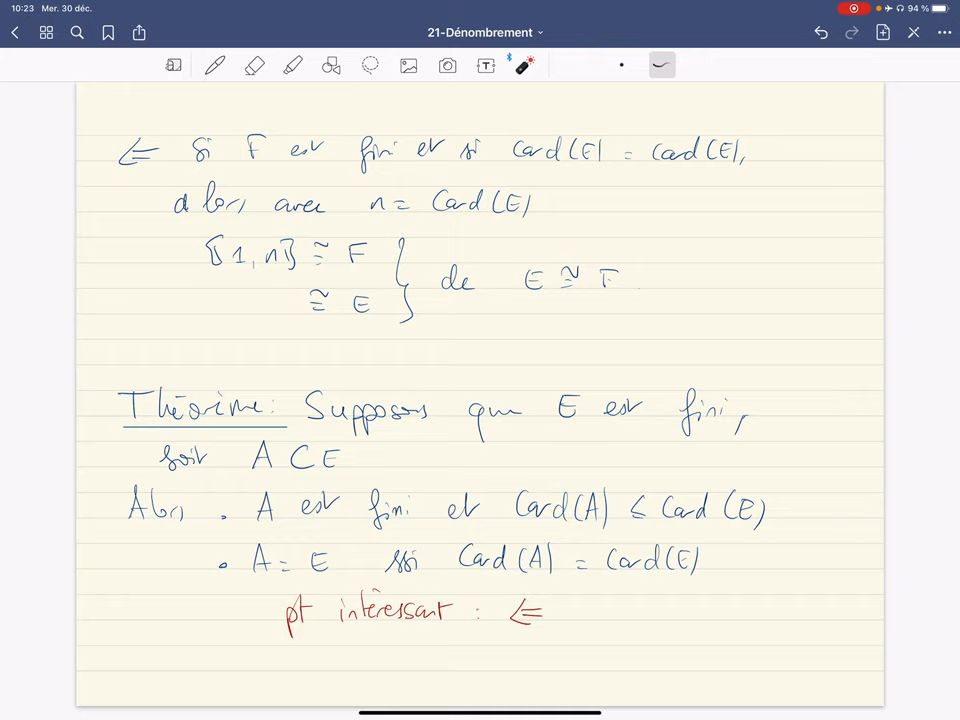 10:23 Mer. 30 déc.
94 %
21-Dénombrement
⇐ Si F est fini et si Card(E) = Card(E),
alors avec n = Card(E)
⟦1, n⟧ ≅ F
≅ E } de E ≅ F.
Théorème: Supposons que E est fini,
soit A ⊂ E
Alors . A est fini et Card(A) ≤ Card(E)
• A = E ssi Card(A) = Card(E)
pt intéressant : ⇐